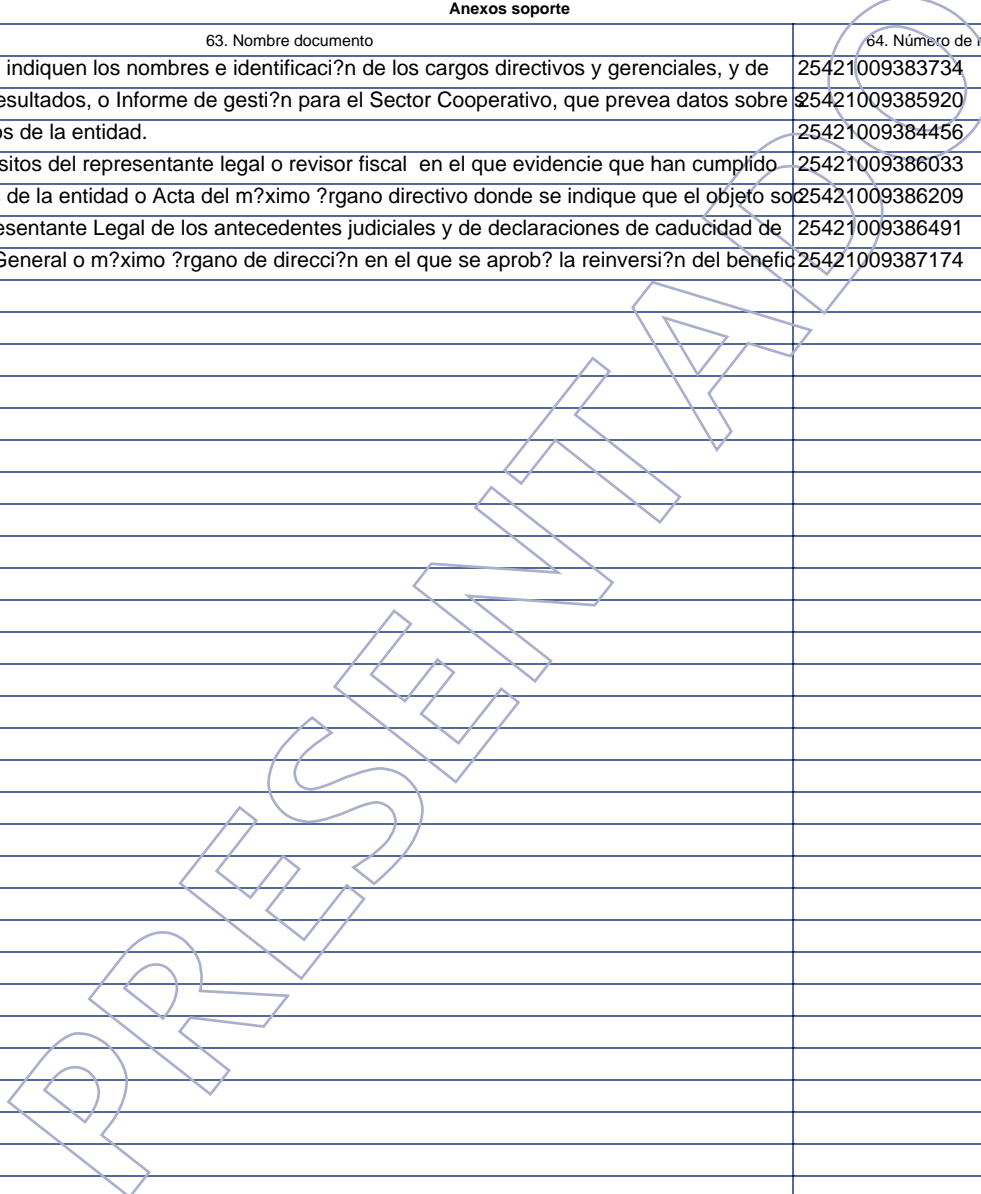 Anexos soporte
63. Nombre documento 64. Número de
indiquen los nombres e identificaci?n de los cargos directivos y gerenciales, y de 25421009383734
esultados, o Informe de gesti?n para el Sector Cooperativo, que prevea datos sobre s 25421009385920
os de la entidad. 25421009384456
sitos del representante legal o revisor fiscal en el que evidencie que han cumplido 25421009386033
de la entidad o Acta del m?ximo ?rgano directivo donde se indique que el objeto soc 25421009386209
esentante Legal de los antecedentes judiciales y de declaraciones de caducidad de 25421009386491
General o m?ximo ?rgano de direcci?n en el que se aprob? la reinversi?n del benefic 25421009387174
PRESENTADO